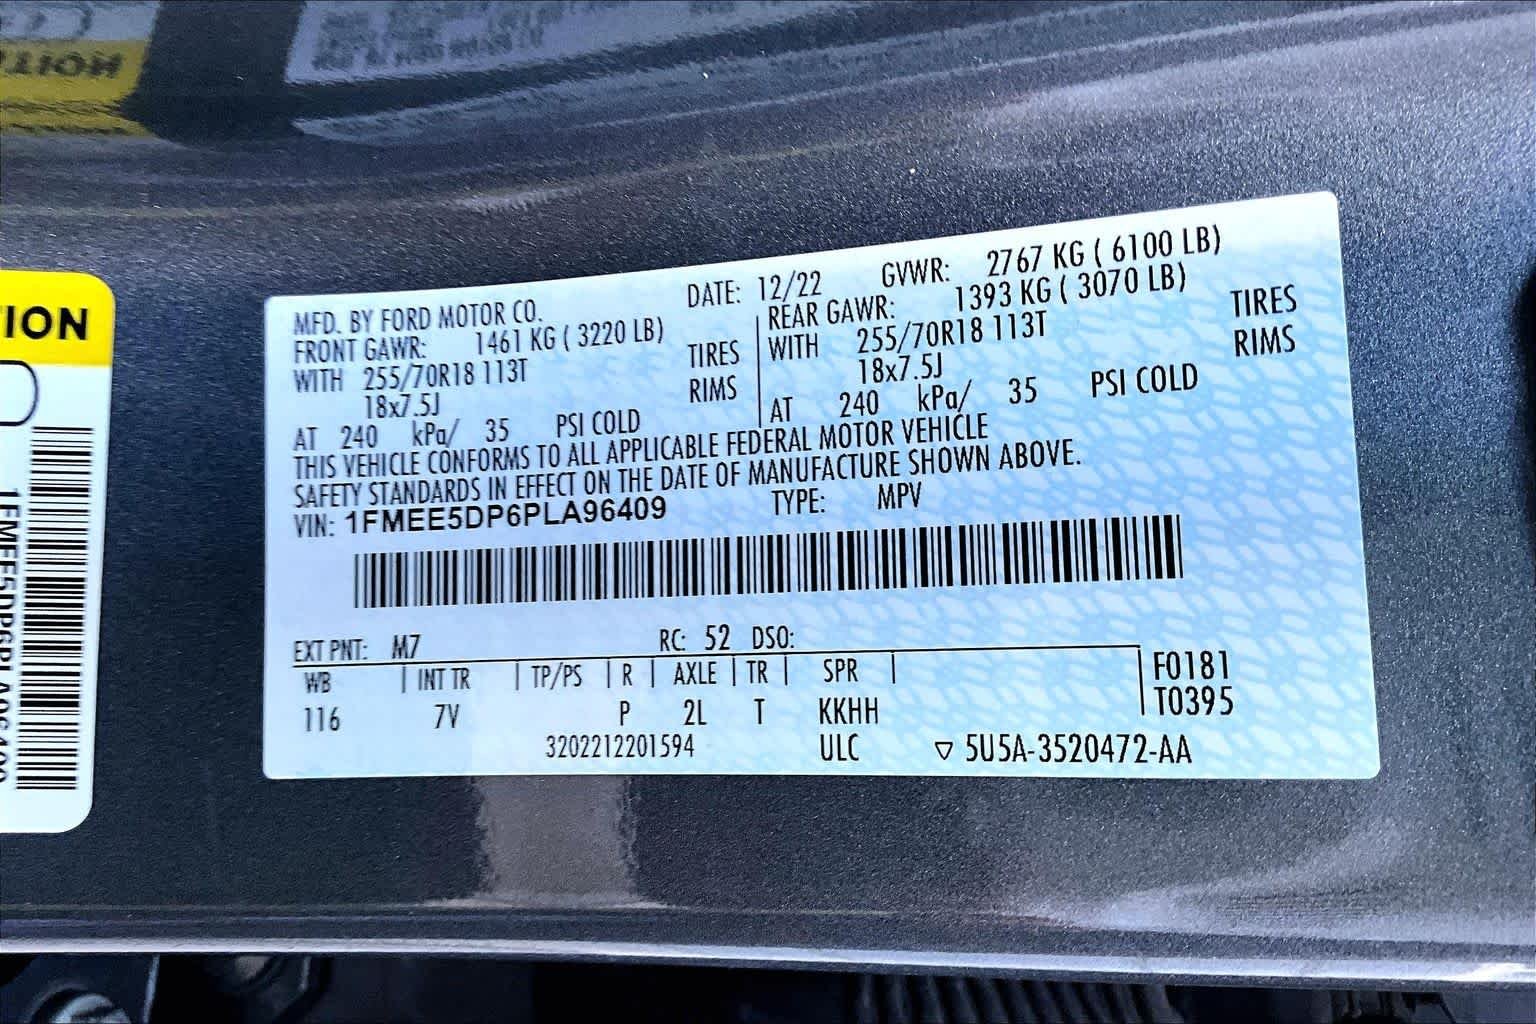 MFD. BY FORD MOTOR CO. DATE: 12/22 GVWR: 2767 KG ( 6100 LB)
FRONT GAWR: 1461 KG ( 3220 LB) REAR GAWR: 1393 KG ( 3070 LB)
WITH 255/70R18 113T TIRES WITH 255/70R18 113T TIRES
18x7.5J RIMS 18x7.5J RIMS
AT 240 kPa/ 35 PSI COLD AT 240 kPa/ 35 PSI COLD
THIS VEHICLE CONFORMS TO ALL APPLICABLE FEDERAL MOTOR VEHICLE
SAFETY STANDARDS IN EFFECT ON THE DATE OF MANUFACTURE SHOWN ABOVE.
VIN: 1FMEE5DP6PLA96409 TYPE: MPV
EXT PNT: M7 RC: 52 DSO:
WB | INT TR | TP/PS | R | AXLE | TR | SPR | F0181
116 7V P 2L T KKHH T0395
3202212201594 ULC ▽ 5U5A-3520472-AA
ION
1FMEE5DP6PLA96409